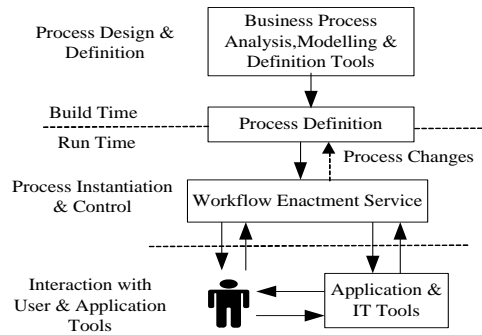 Process Design &
Definition
Business Process
Analysis,Modelling &
Definition Tools
Build Time
Run Time
Process Definition
Process Changes
Process Instantiation
& Control
Workflow Enactment Service
Interaction with
User & Application
Tools
Application &
IT Tools